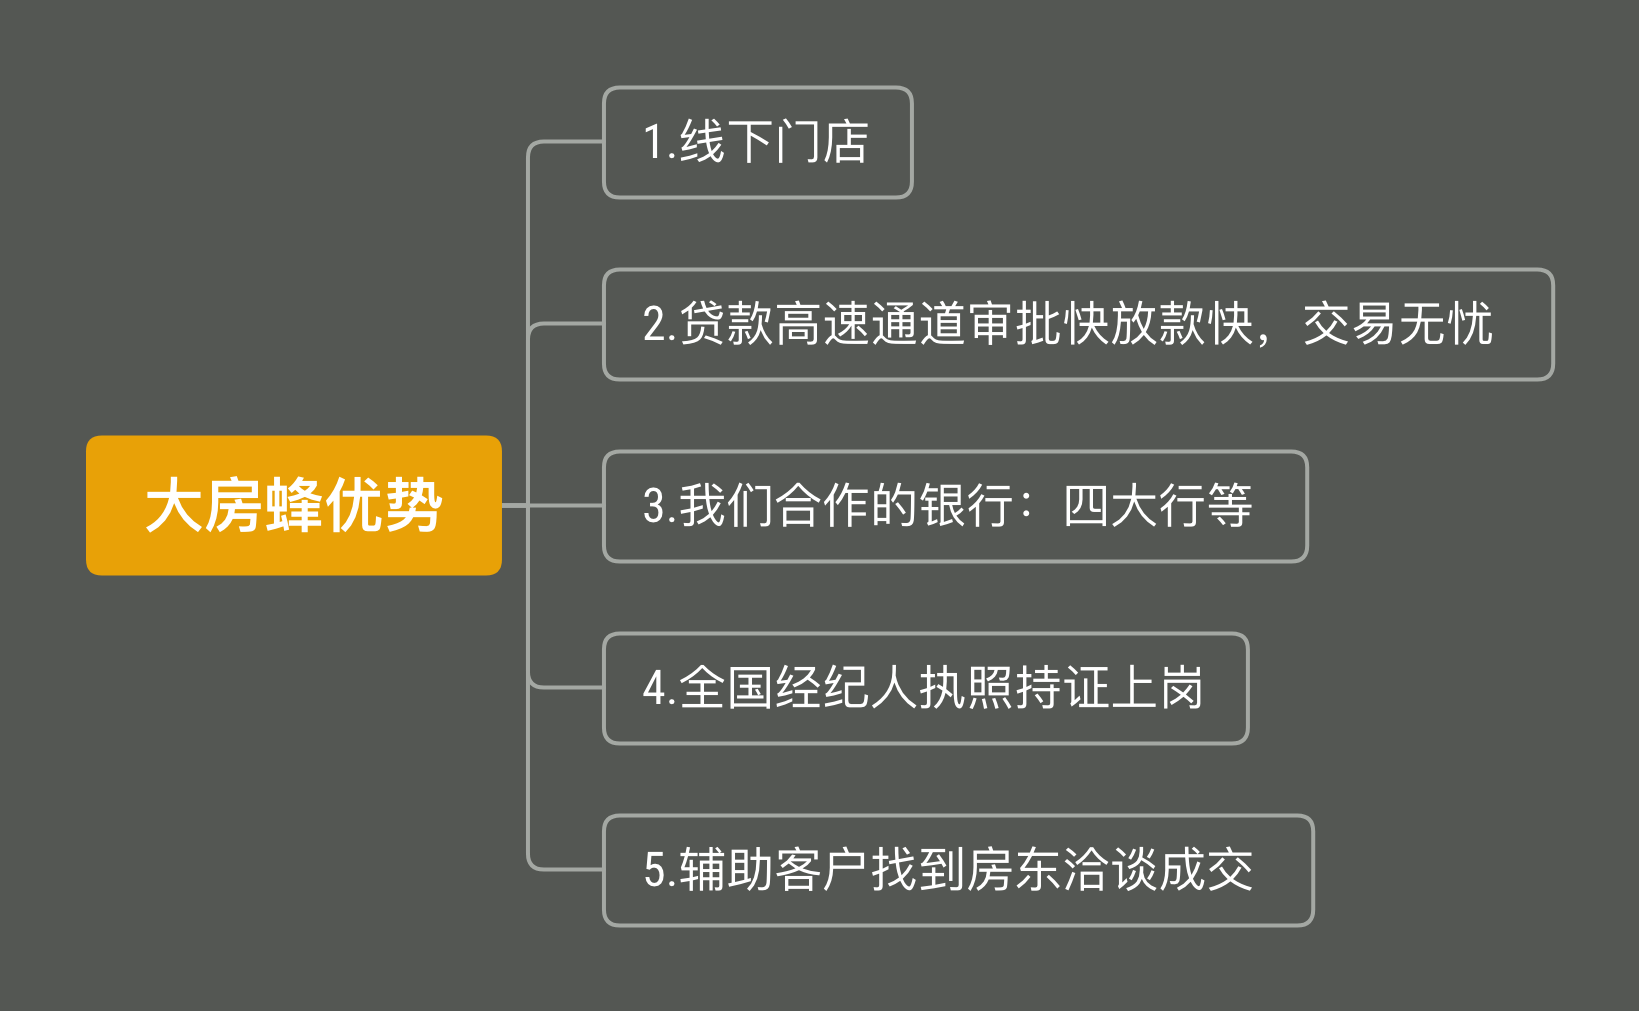 1.线下门店
2.贷款高速通道审批快放款快，交易无忧
大房蜂优势
3.我们合作的银行：四大行等
4.全国经纪人执照持证上岗
5.辅助客户找到房东洽谈成交